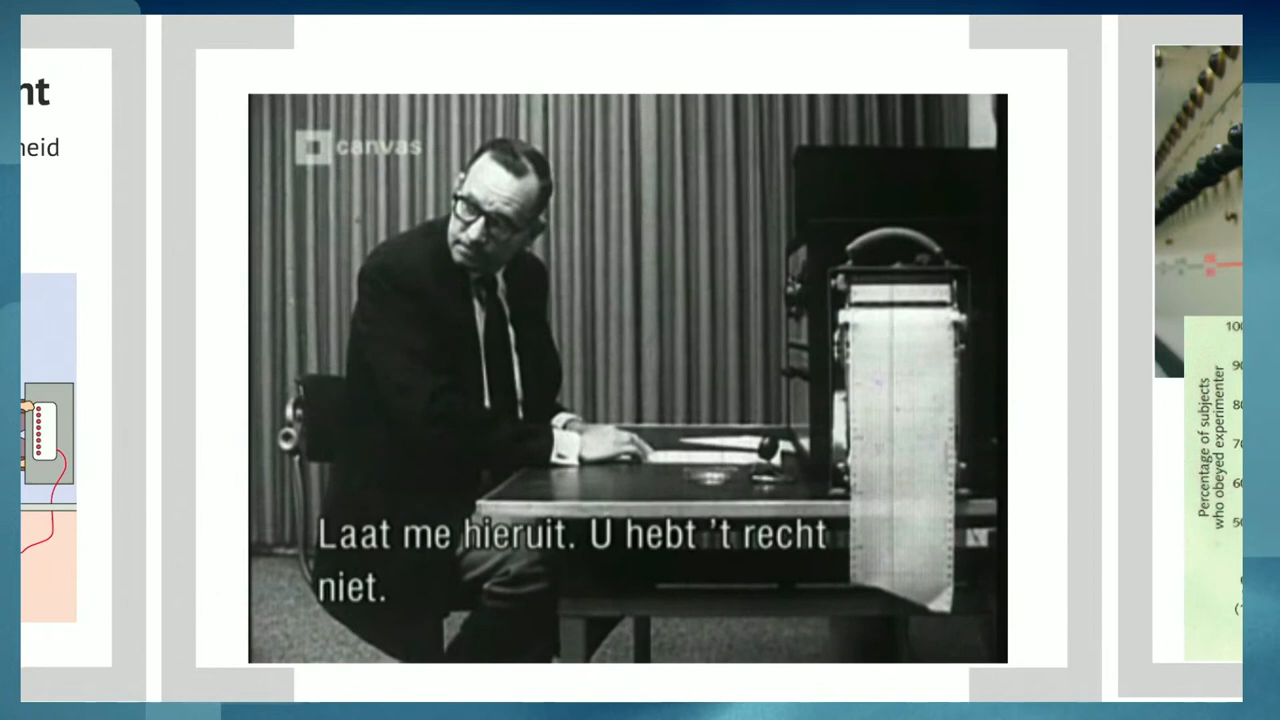 nt
heid
canvas
Laat me hieruit. U hebt 't recht
niet.
Percentage of subjects
who obeyed experimenter
100
90
80
70
60
50